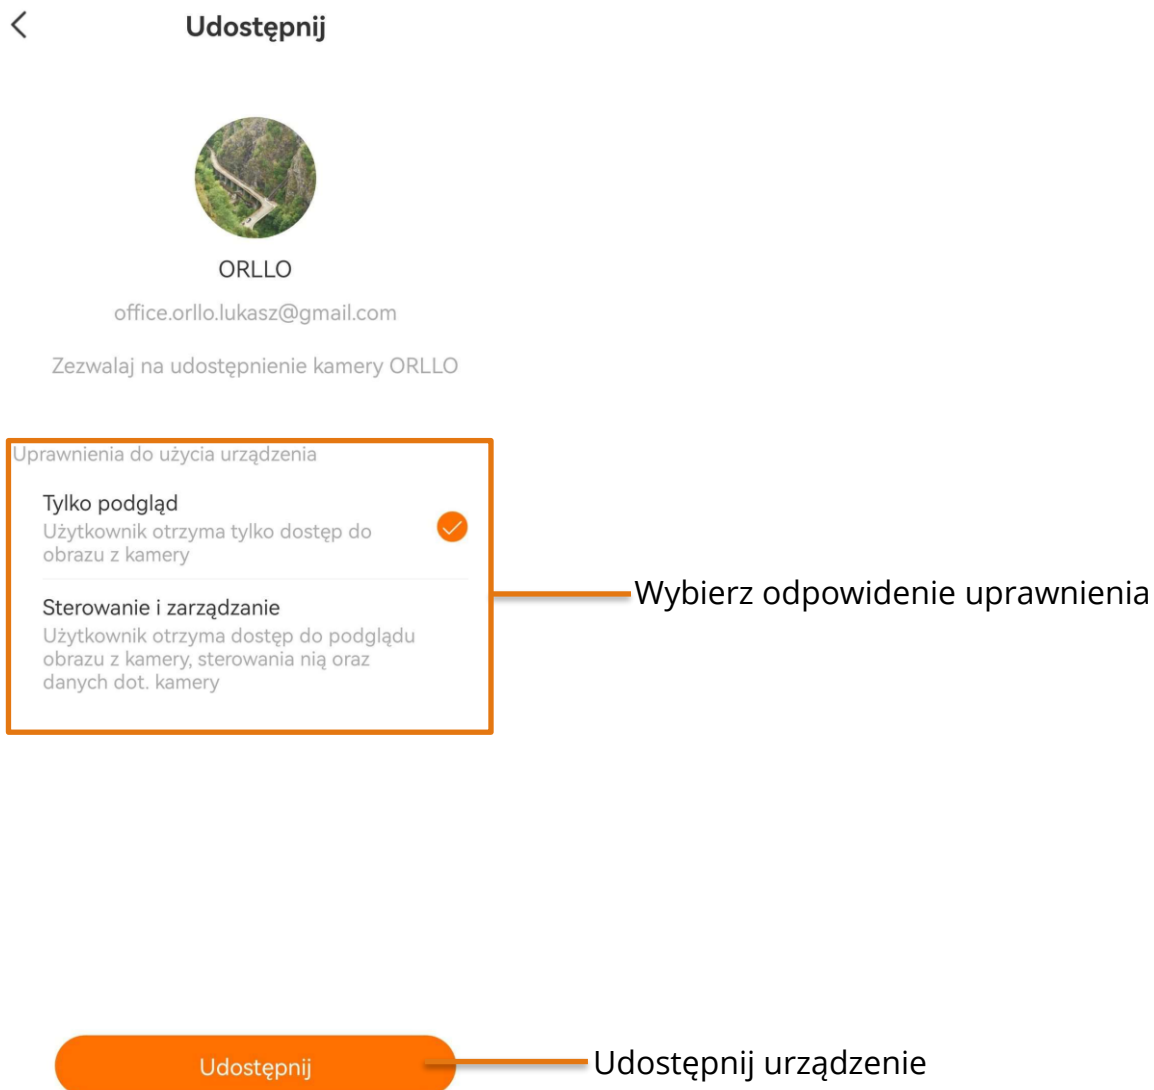 Udostępnij
ORLLO
office.orllo.lukasz@gmail.com
Zezwalaj na udostępnienie kamery ORLLO
Uprawnienia do użycia urządzenia
Tylko podgląd
Użytkownik otrzyma tylko dostęp do
obrazu z kamery
Sterowanie i zarządzanie
Użytkownik otrzyma dostęp do podglądu
obrazu z kamery, sterowania nią oraz
danych dot. kamery
Wybierz odpowidenie uprawnienia
Udostępnij
Udostępnij urządzenie